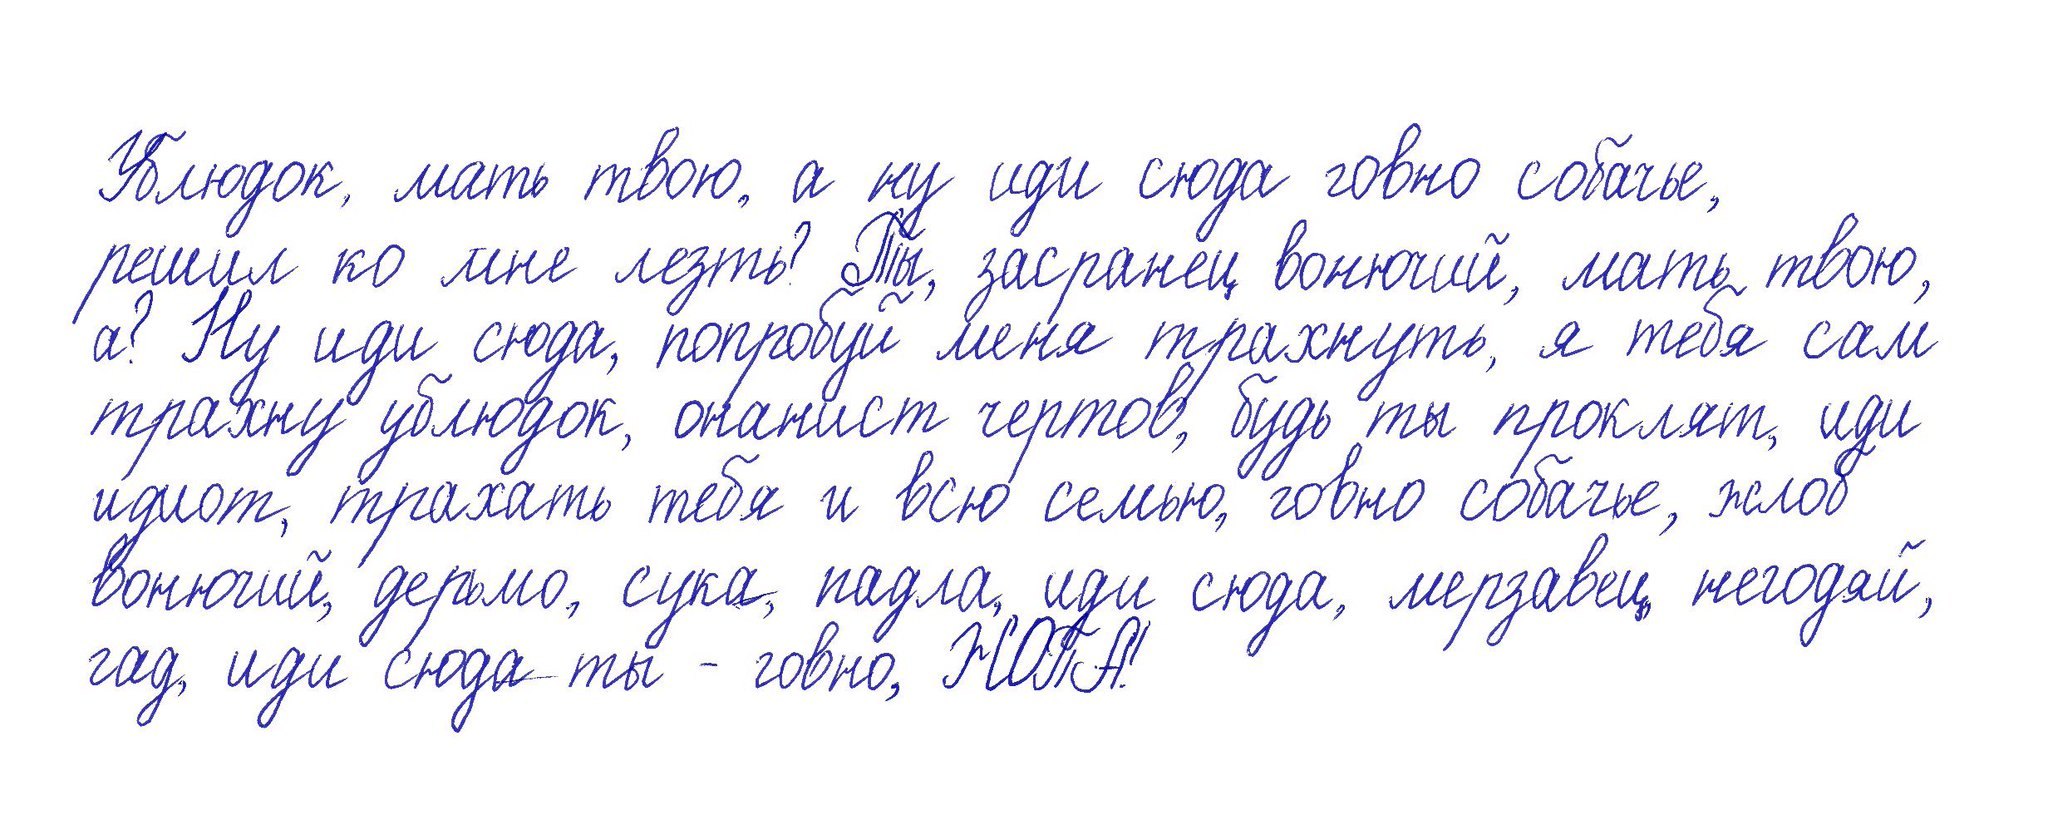 Ублюдок, мать твою, а ну иди сюда говно собачье,
решил ко мне лезть? Ты, засранец вонючий, мать твою,
а? Ну иди сюда, попробуй меня трахнуть, я тебя сам
трахну ублюдок, онанист чертов, будь ты проклят, иди
идиот, трахать тебя и всю семью, говно собачье, жлоб
вонючий, дерьмо, сука, падла, иди сюда, мерзавец, негодяй,
гад, иди сюда ты - говно, ЖОПА!